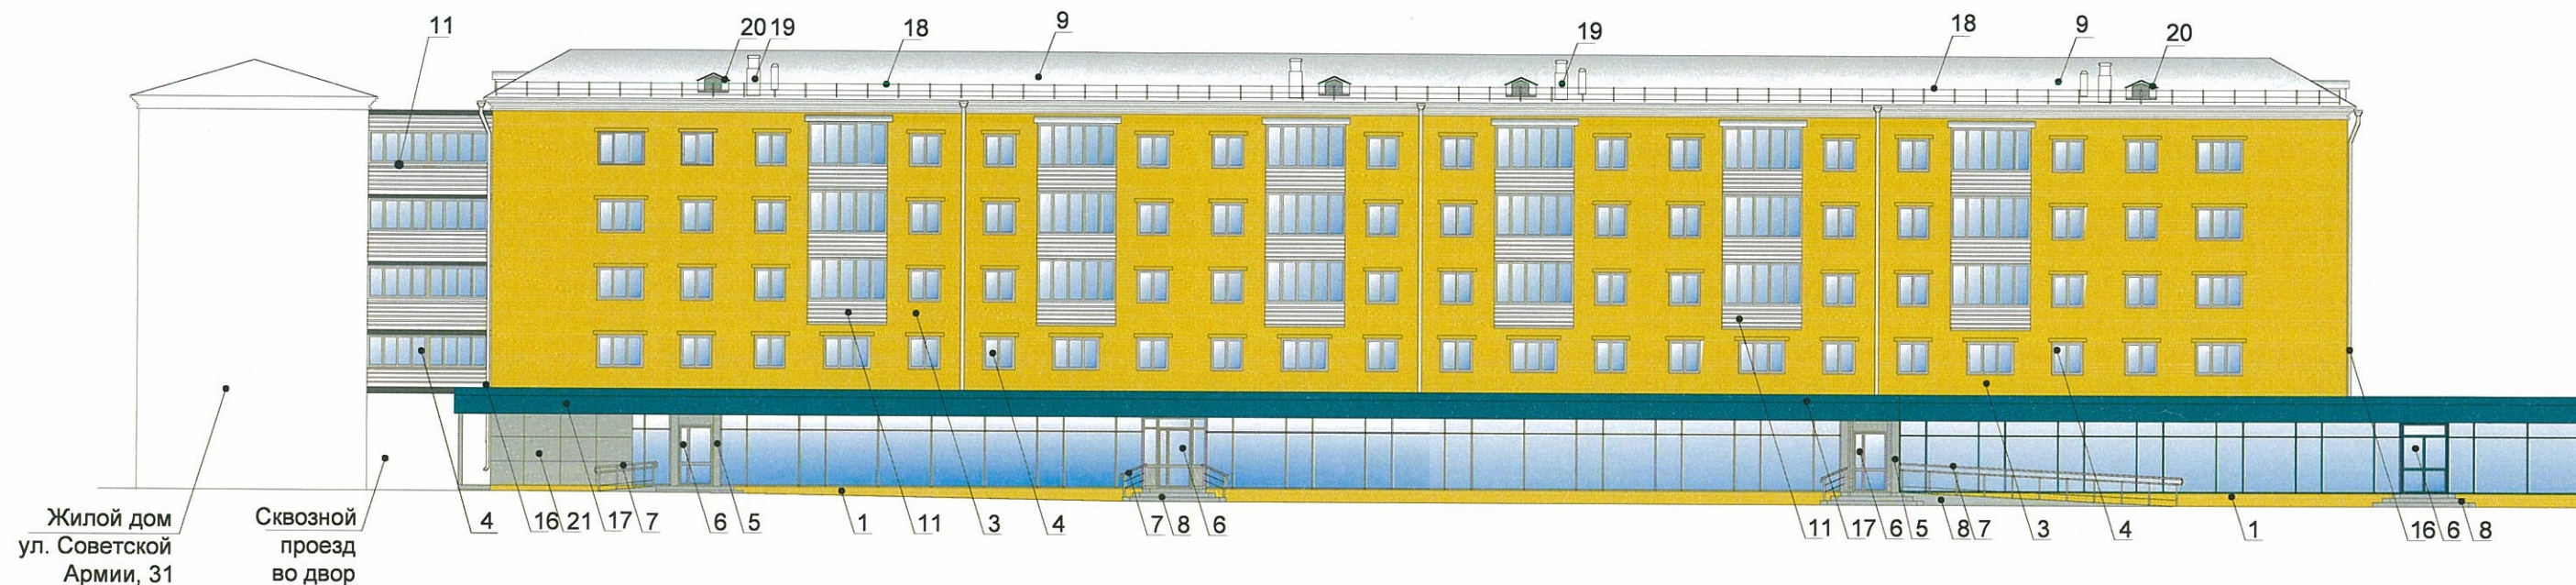 11
20 19
18
9
19
18
9
20
Жилой дом
ул. Советской
Армии, 31
Сквозной
проезд
во двор
4
16 21 17 7
6 5
1
11
3
4
7 8 6
11 17 6 5 8 7
3
4
1
16 6 8